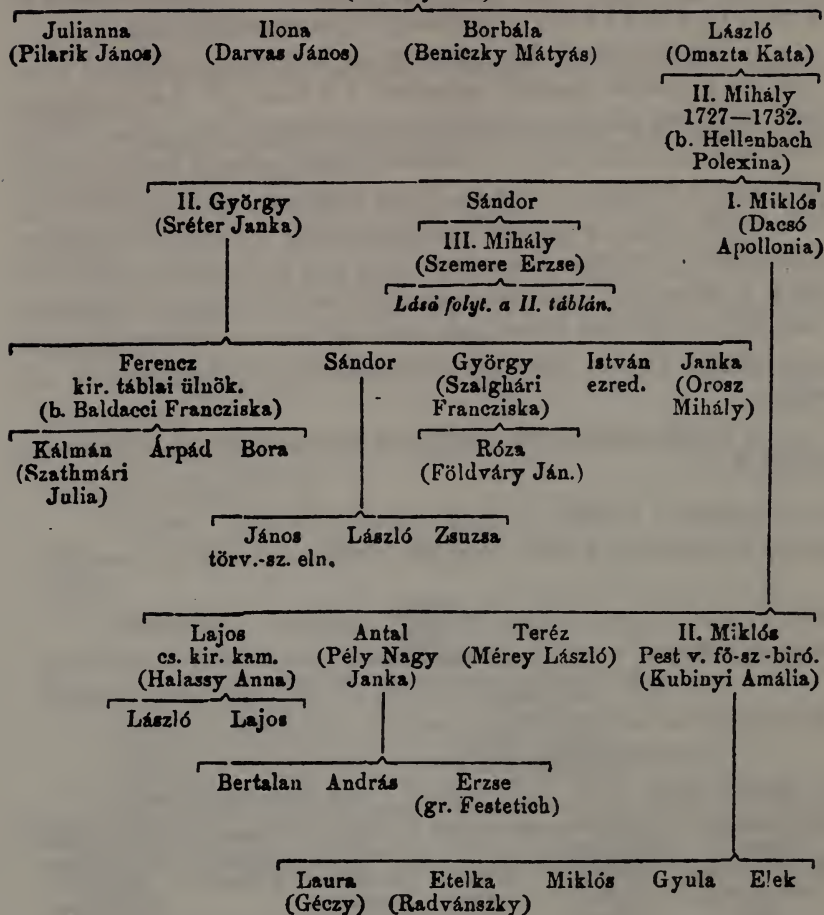 Julianna Ilona Borbála László
(Pilarik János) (Darvas János) (Beniczky Mátyás) (Omazta Kata)
II. Mihály
1727—1732.
(b. Hellenbach
Polexina)
II. György Sándor I. Miklós
(Sréter Janka) (Dacsó
III. Mihály Apollonia)
(Szemere Erzse)
Lásd folyt. a II. táblán.
Ferencz Sándor György István Janka
kir. táblai ülnök. (Szalghári ezred. (Orosz
(b. Baldacci Francziska) Francziska) Mihály)
Kálmán Árpád Bora Róza
(Szathmári (Földváry Ján.)
Julia)
János László Zsuzsa
törv.-sz. eln.
Lajos Antal Teréz II. Miklós
cs. kir. kam. (Pély Nagy (Mérey László) Pest v. fő-sz-biró.
(Halassy Anna) Janka) (Kubinyi Amália)
László Lajos
Bertalan András Erzse
(gr. Festetich)
Laura Etelka Miklós Gyula Elek
(Géczy) (Radvánszky)